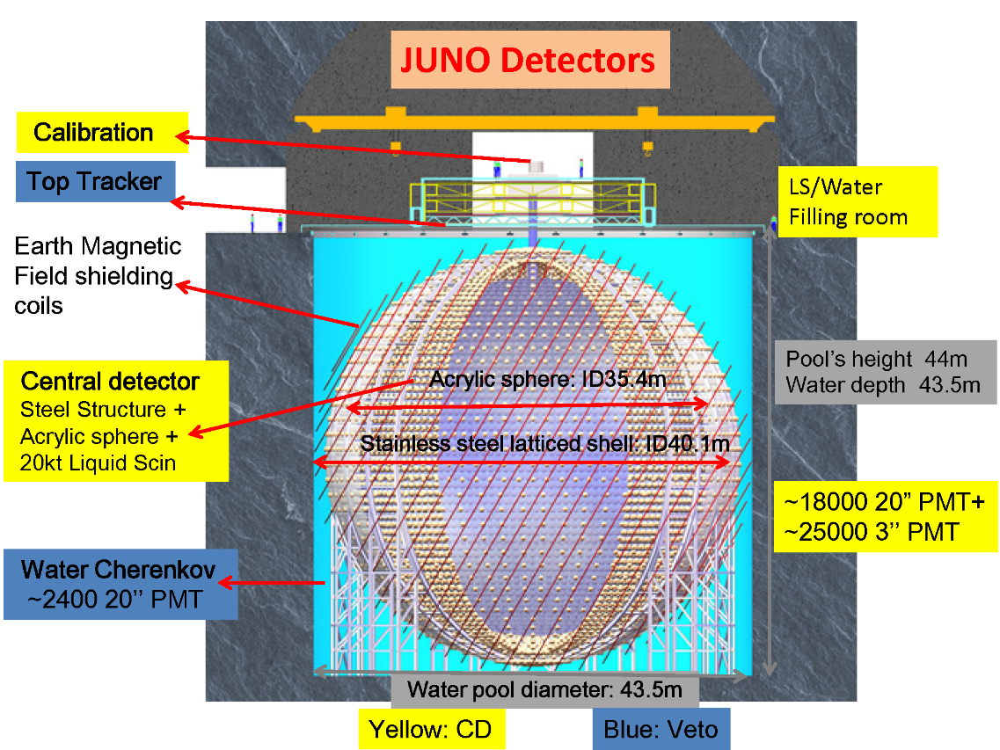 JUNO Detectors
Calibration
Top Tracker
LS/Water
Filling room
Earth Magnetic
Field shielding
coils
Pool’s height 44m
Water depth 43.5m
Central detector
Steel Structure +
Acrylic sphere +
20kt Liquid Scin
Acrylic sphere: ID35.4m
Stainless steel latticed shell: ID40.1m
~18000 20” PMT+
~25000 3’’ PMT
Water Cherenkov
~2400 20’’ PMT
Water pool diameter: 43.5m
Yellow: CD
Blue: Veto